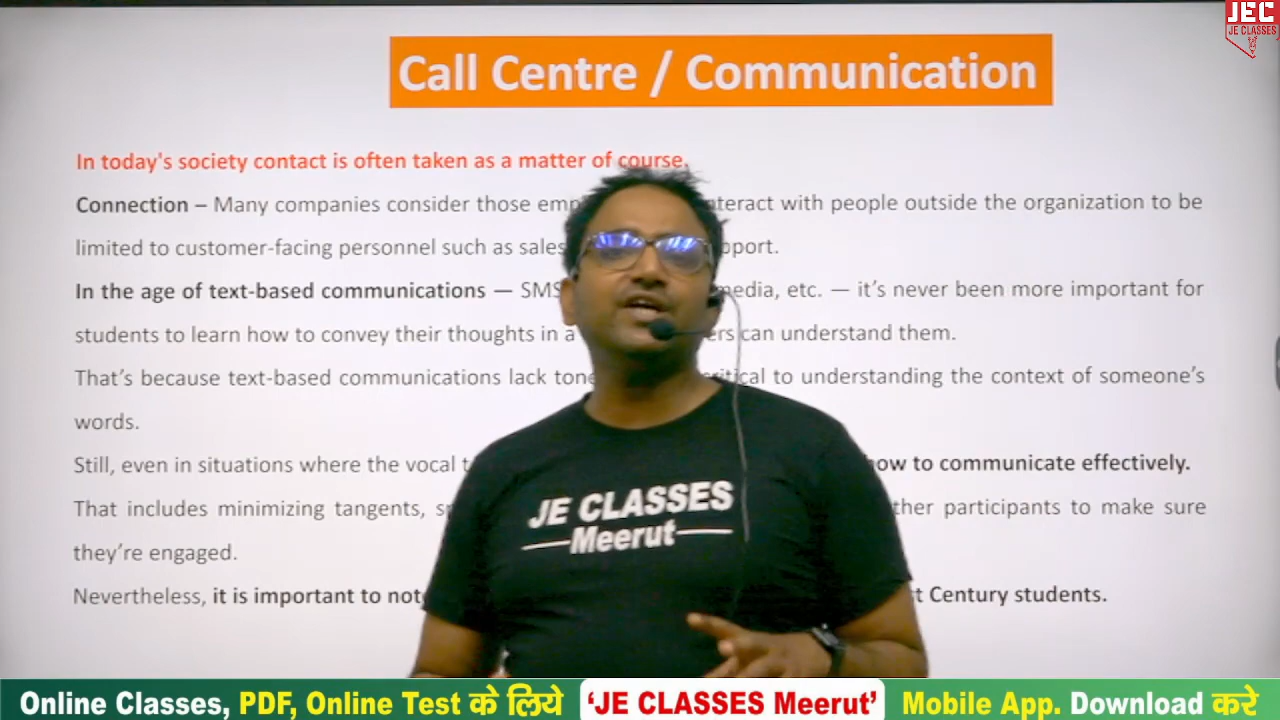 JEC
JE CLASSES
Call Centre / Communication
In today's society contact is often taken as a matter of course.
Connection – Many companies consider those nteract with people outside the organization to be
limited to customer-facing personnel such as sales
In the age of text-based communications — SMS media, etc. — it's never been more important for
students to learn how to convey their thoughts in a can understand them.
That's because text-based communications lack tone critical to understanding the context of someone's
words.
Still, even in situations where the vocal how to communicate effectively.
That includes minimizing tangents, participants to make sure
they're engaged.
Nevertheless, it is important to note Century students.
JE CLASSES
Meerut
Online Classes, PDF, Online Test के लिये 'JE CLASSES Meerut' Mobile App. Download करे